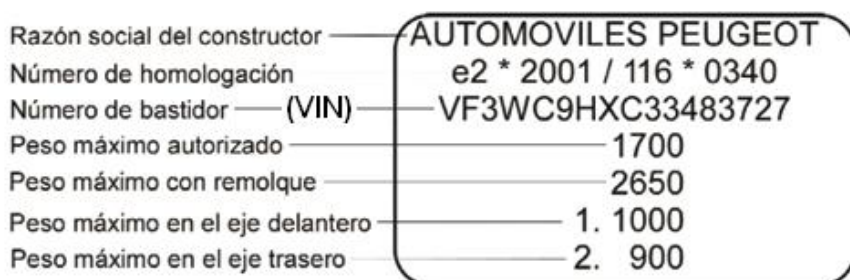 Razón social del constructor AUTOMOVILES PEUGEOT
Número de homologación e2 * 2001 / 116 * 0340
Número de bastidor (VIN) VF3WC9HXC33483727
Peso máximo autorizado 1700
Peso máximo con remolque 2650
Peso máximo en el eje delantero 1. 1000
Peso máximo en el eje trasero 2. 900